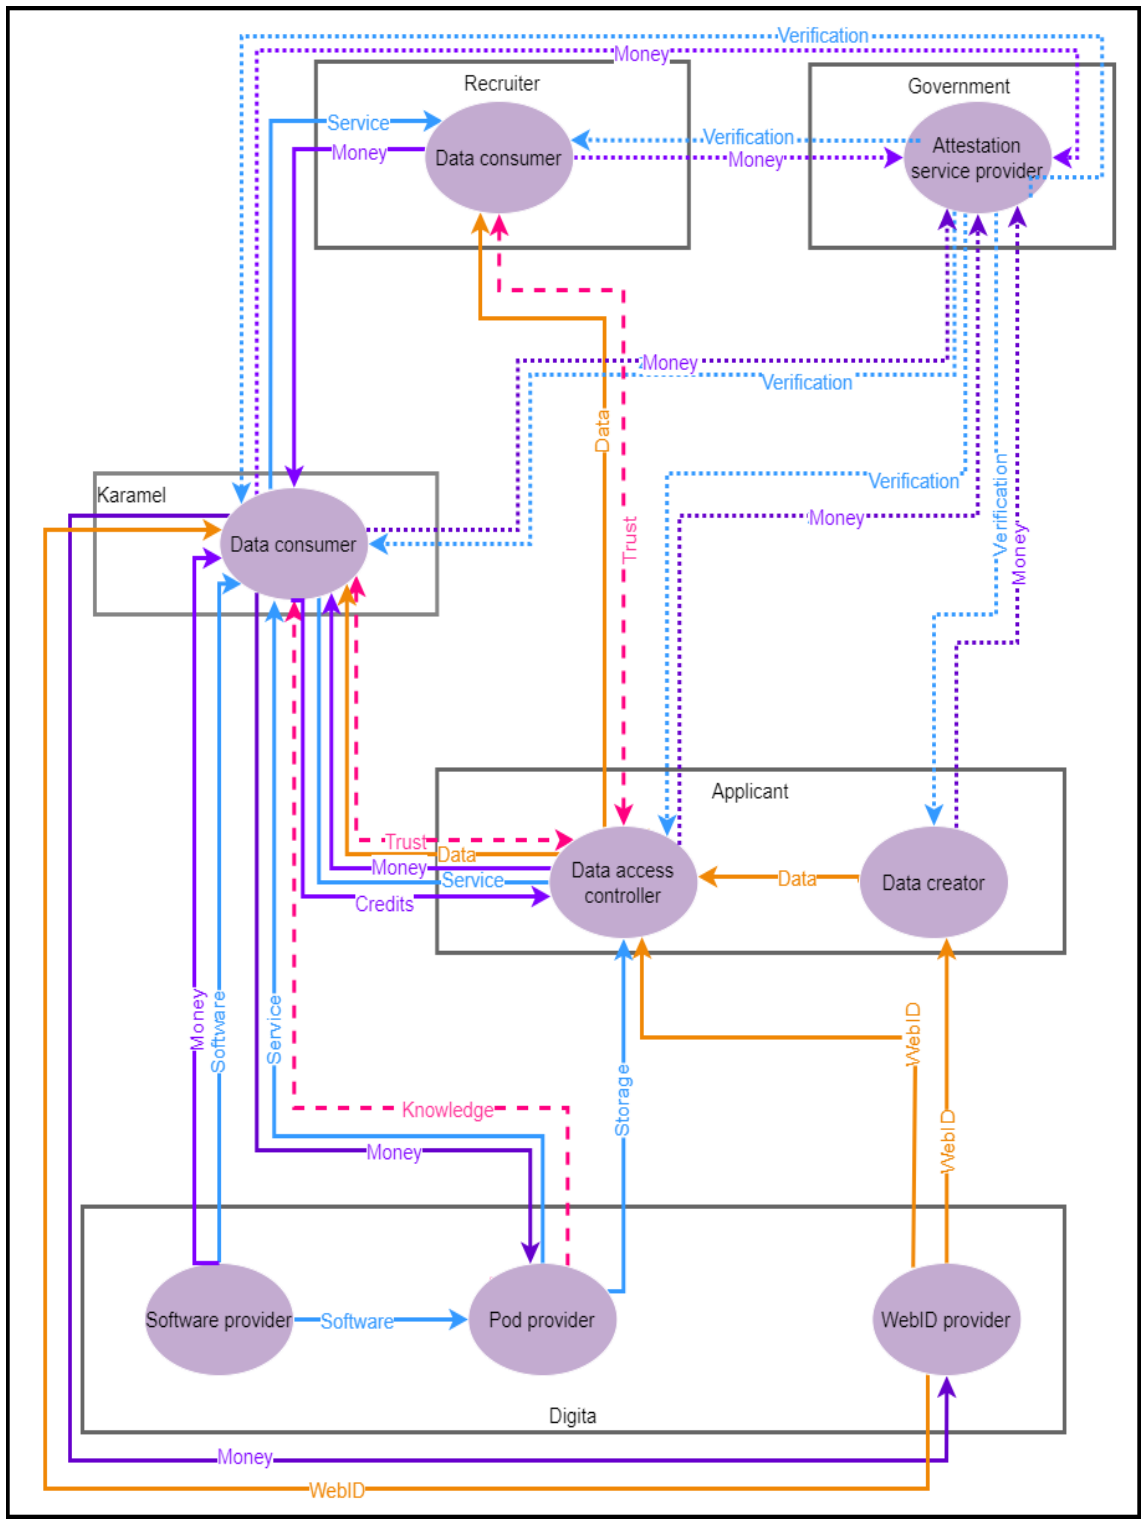 Verification
Money
Recruiter
Government
Service
Money
Data consumer
Verification
Money
Attestation
service provider
Money
Verification
Data
Trust
Verification
Money
Verification
Money
Karamel
Data consumer
Applicant
Trust
Data
Money
Service
Credits
Data access
controller
Data
Data creator
Money
Software
Service
Storage
WebID
WebID
Knowledge
Money
Software provider
Software
Pod provider
WebID provider
Digita
Money
WebID